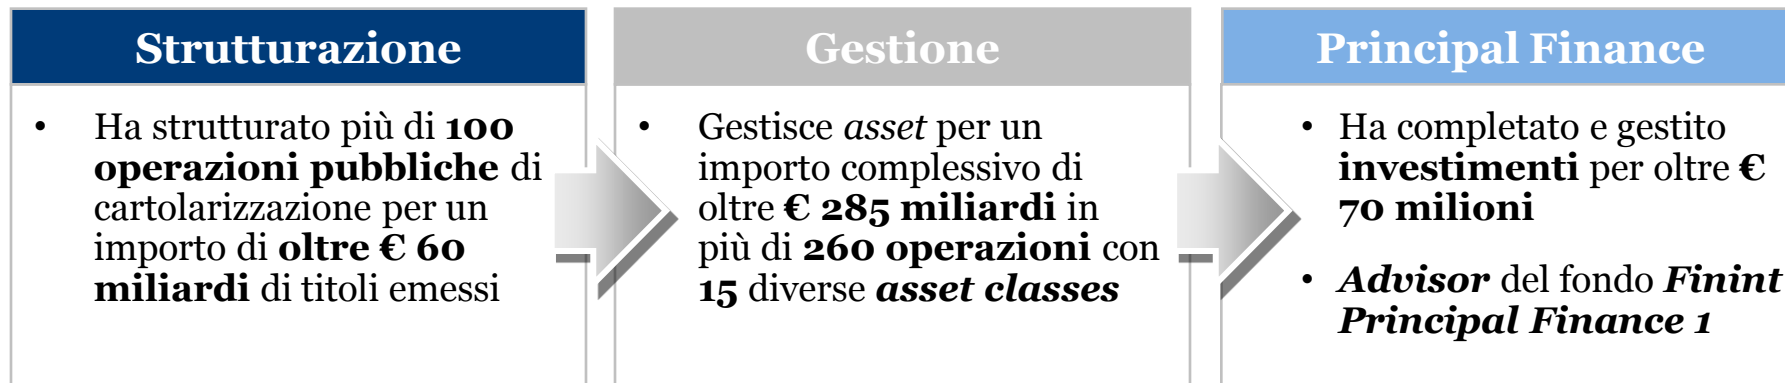 Strutturazione
• Ha strutturato più di 100
operazioni pubbliche di
cartolarizzazione per un
importo di oltre € 60
miliardi di titoli emessi
Gestione
• Gestisce asset per un
importo complessivo di
oltre € 285 miliardi in
più di 260 operazioni con
15 diverse asset classes
Principal Finance
• Ha completato e gestito
investimenti per oltre €
70 milioni
• Advisor del fondo Finint
Principal Finance 1